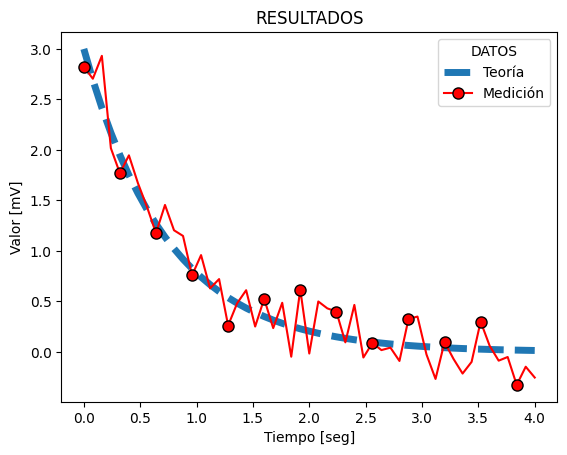 RESULTADOS
DATOS
Teoría
Medición
Valor [mV]
3.0
2.5
2.0
1.5
1.0
0.5
0.0
0.0 0.5 1.0 1.5 2.0 2.5 3.0 3.5 4.0
Tiempo [seg]